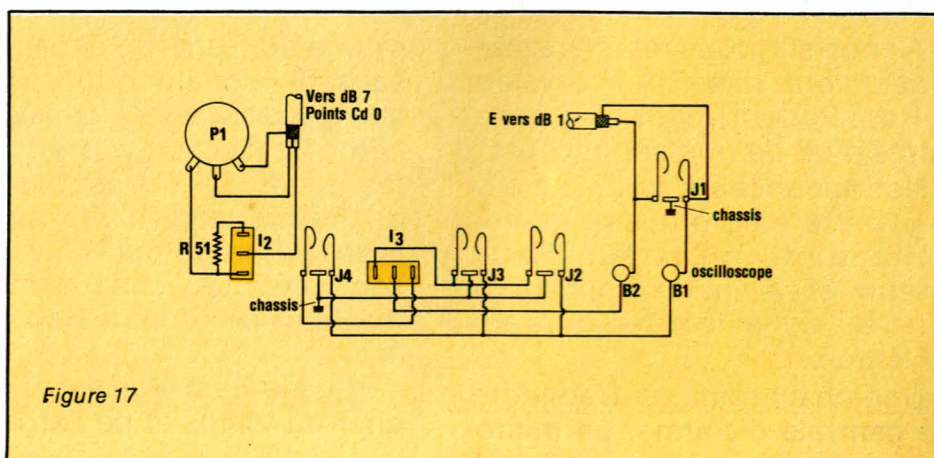 Vers dB 7
Points Cd 0
P1
E vers dB 1
J1
chassis
R 51
I2
I3
J4
J3
J2
oscilloscope
chassis
B2
B1
Figure 17